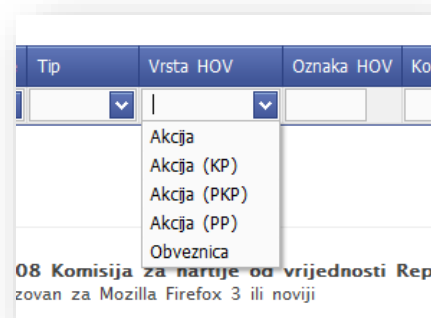 Tip Vrsta HOV Oznaka HOV Ko
Akcija
Akcija (KP)
Akcija (PKP)
Akcija (PP)
Obveznica
08 Komisija za hartije od vrijednosti Rep
zovan za Mozilla Firefox 3 ili noviji